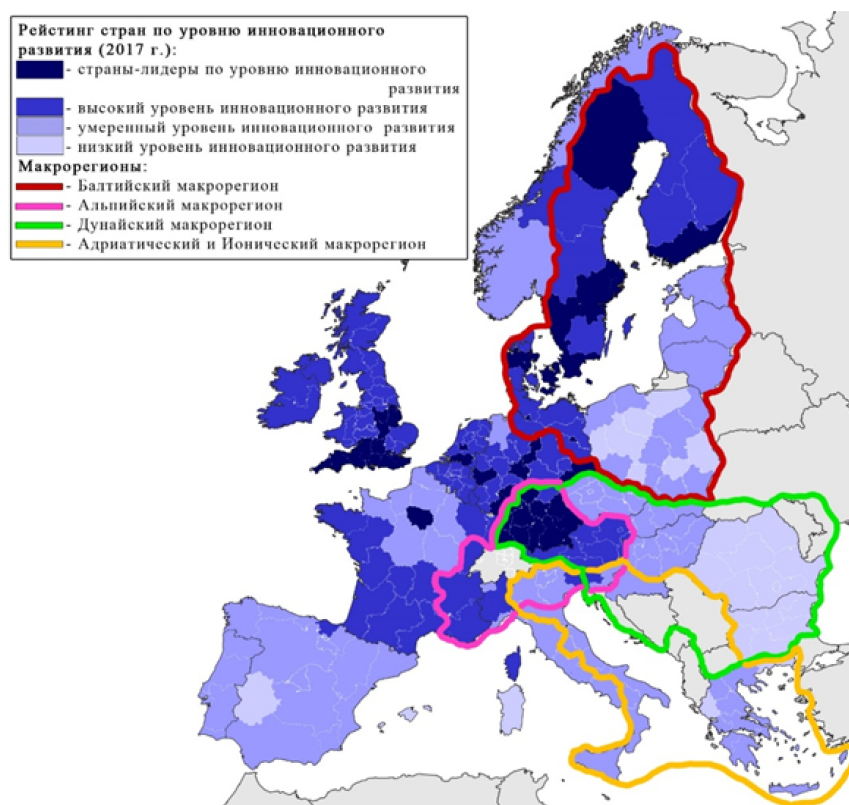 Рейстинг стран по уровню инновационного
развития (2017 г.):
- страны-лидеры по уровню инновационного
развития
- высокий уровень инновационного развития
- умеренный уровень инновационного развития
- низкий уровень инновационного развития
Макрорегионы:
- Балтийский макрорегион
- Альпийский макрорегион
- Дунайский макрорегион
- Адриатический и Ионический макрорегион